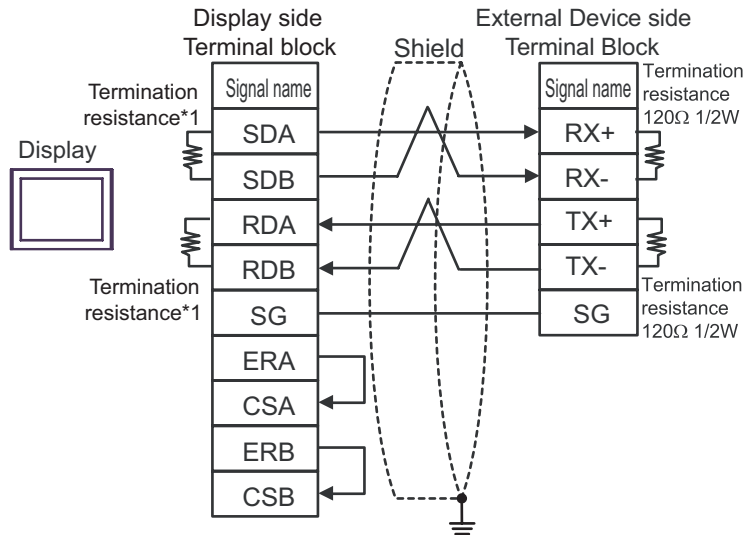 Display side
Terminal block
Shield
External Device side
Terminal Block
Display
Termination
resistance*1
Termination
resistance*1
Signal name
SDA
SDB
RDA
RDB
SG
ERA
CSA
ERB
CSB
Signal name
RX+
RX-
TX+
TX-
SG
Termination
resistance
120Ω 1/2W
Termination
resistance
120Ω 1/2W